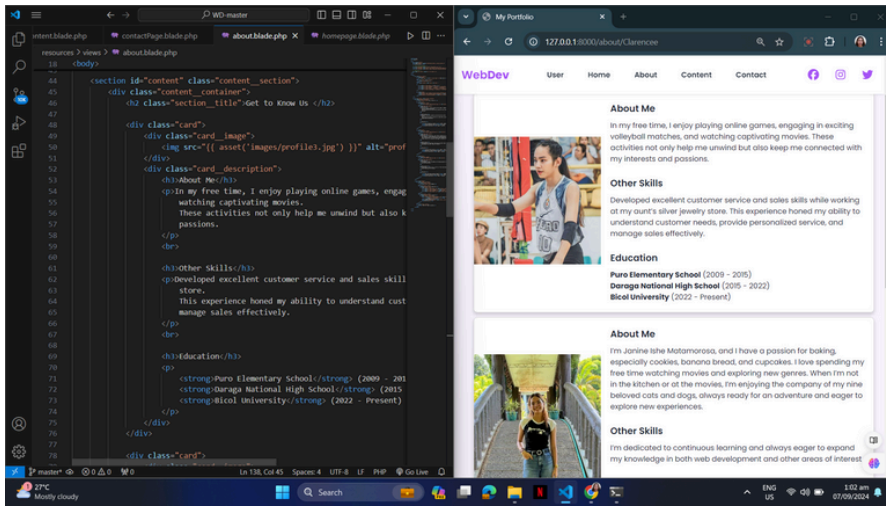 WD-master
ntent.blade.php contactPage.blade.php about.blade.php homepage.blade.php
resources > views > about.blade.php
18 <body>
44 <section id="content" class="content__section">
45 <div class="content__container">
46 <h2 class="section__title">Get to Know Us </h2>
47
48 <div class="card">
49 <div class="card__image">
50 <img src="{{ asset('images/profile3.jpg') }}" alt="prof
51 </div>
52 <div class="card__description">
53 <h3>About Me</h3>
54 <p>In my free time, I enjoy playing online games, engag
55 watching captivating movies.
56 These activities not only help me unwind but also k
57 passions.
58 </p>
59 <br>
60
61 <h3>Other Skills</h3>
62 <p>Developed excellent customer service and sales skill
63 store.
64 This experience honed my ability to understand cust
65 manage sales effectively.
66 </p>
67 <br>
68
69 <h3>Education</h3>
70 <p>
71 <strong>Puro Elementary School</strong> (2009 - 201
72 <strong>Daraga National High School</strong> (2015
73 <strong>Bicol University</strong> (2022 - Present)
74 </p>
75 </div>
76 </div>
77
78 <div class="card">
master* 0 0 0 Ln 138, Col 45 Spaces: 4 UTF-8 LF PHP Go Live
My Portfolio
127.0.0.1:8000/about/Clarencee
WebDev User Home About Content Contact
About Me
In my free time, I enjoy playing online games, engaging in exciting
volleyball matches, and watching captivating movies. These
activities not only help me unwind but also keep me connected with
my interests and passions.
Other Skills
Developed excellent customer service and sales skills while working
at my aunt's silver jewelry store. This experience honed my ability to
understand customer needs, provide personalized service, and
manage sales effectively.
Education
Puro Elementary School (2009 - 2015)
Daraga National High School (2015 - 2022)
Bicol University (2022 - Present)
10
About Me
I'm Janine Ishe Matamorosa, and I have a passion for baking,
especially cookies, banana bread, and cupcakes. I love spending my
free time watching movies and exploring new genres. When I'm not
in the kitchen or at the movies, I'm enjoying the company of my nine
beloved cats and dogs, always ready for an adventure and eager to
explore new experiences.
Other Skills
I'm dedicated to continuous learning and always eager to expand
my knowledge in both web development and other areas of interest
27°C
Mostly cloudy
Search
ENG
US
1:02 am
07/09/2024